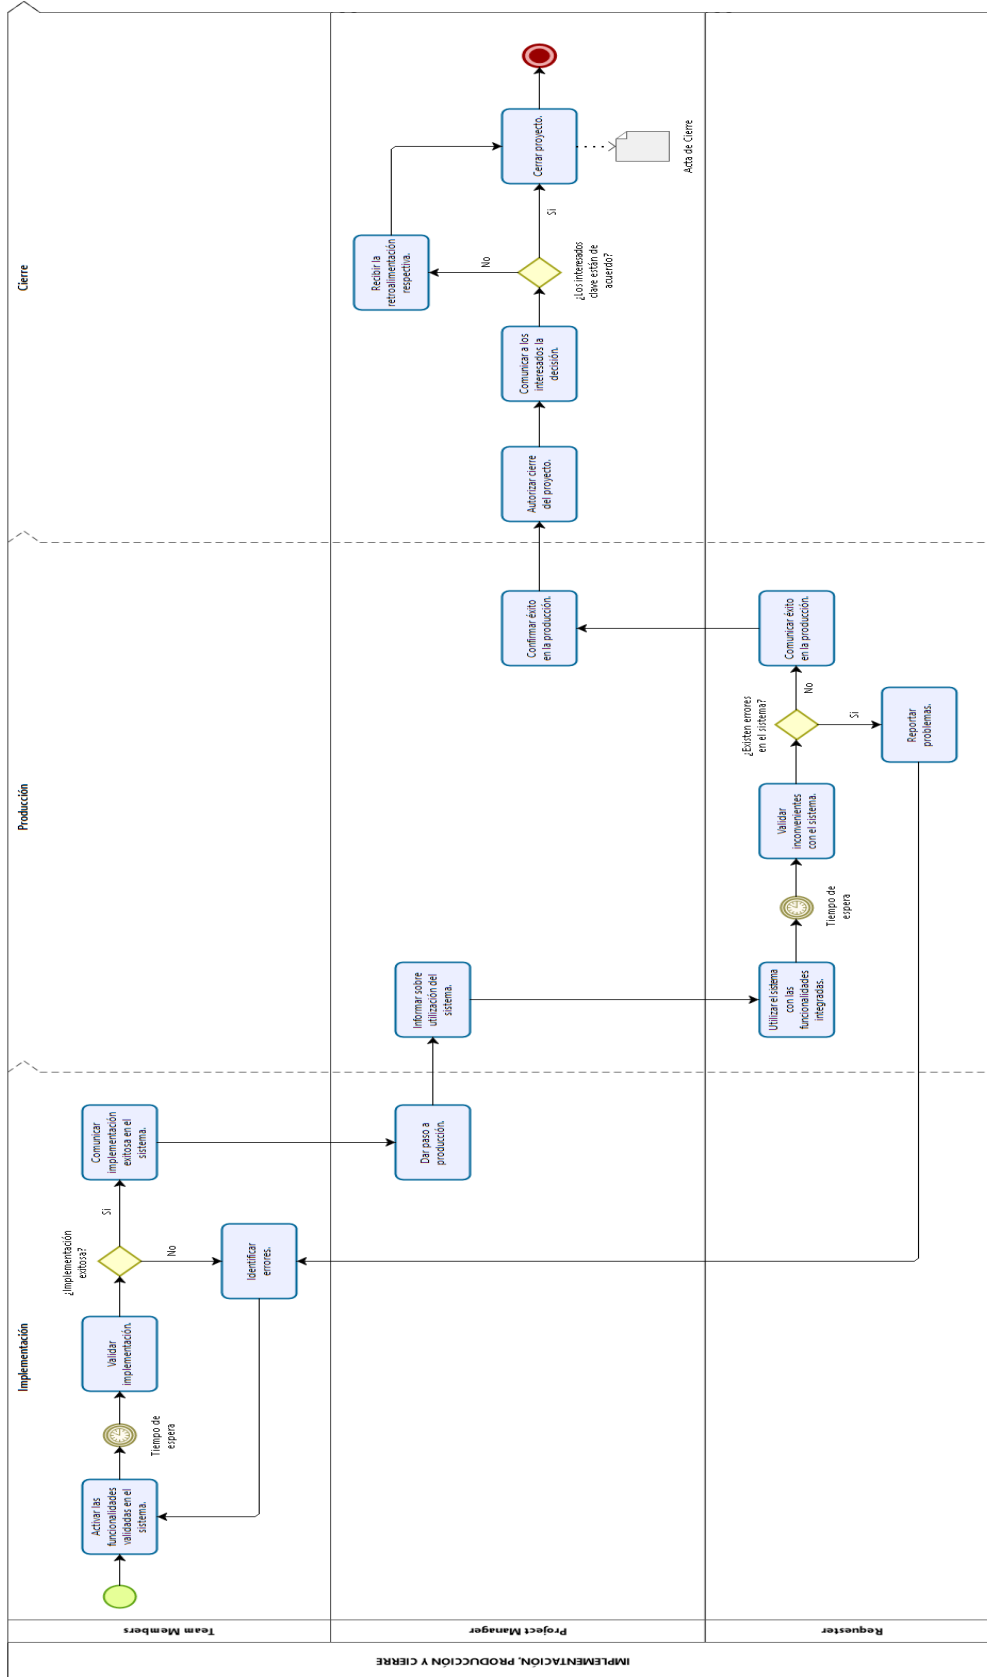 IMPLEMENTACIÓN, PRODUCCIÓN Y CIERRE
Team Members
Project Manager
Requester
Implementación
Producción
Cierre
Activar las
funcionalidades
validadas en el
sistema.
Tiempo de
espera
Validar
implementación.
¿Implementación
exitosa?
Si
No
Comunicar
implementación
exitosa en el
sistema.
Identificar
errores.
Dar paso a
producción.
Informar sobre
utilización del
sistema.
Utilizar el sistema
con las
funcionalidades
integradas.
Tiempo de
espera
Validar
inconvenientes
con el sistema.
¿Existen errores
en el sistema?
No
Si
Reportar
problemas.
Comunicar éxito
en la producción.
Confirmar éxito
en la producción.
Autorizar cierre
del proyecto.
Comunicar a los
interesados la
decisión.
¿Los interesados
clave están de
acuerdo?
No
Si
Recibir la
retroalimentación
respectiva.
Cerrar proyecto.
Acta de Cierre